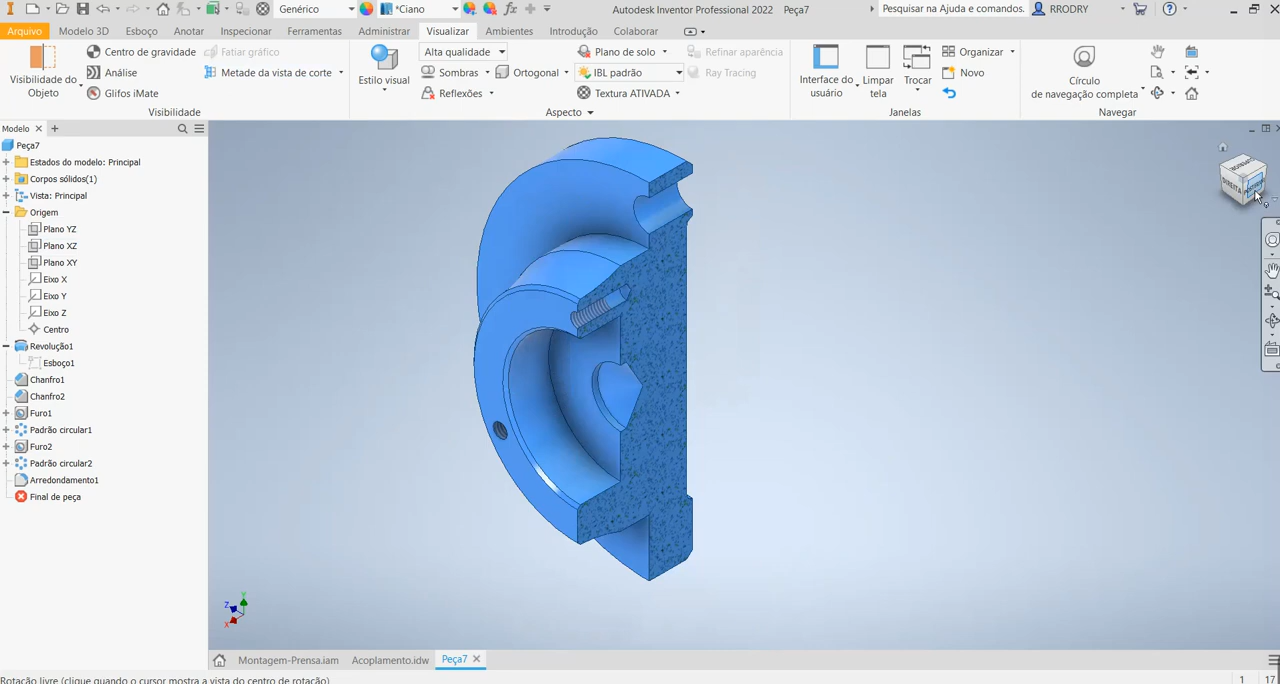 Genérico
*Ciano
Autodesk Inventor Professional 2022 Peça7
Pesquisar na Ajuda e comandos.
RRODRY
Arquivo
Modelo 3D
Esboço
Anotar
Inspecionar
Ferramentas
Administrar
Visualizar
Ambientes
Introdução
Colaborar
Visibilidade do
Objeto
Centro de gravidade
Análise
Glifos iMate
Fatiar gráfico
Metade da vista de corte
Visibilidade
Estilo visual
Alta qualidade
Sombras
Reflexões
Ortogonal
Plano de solo
IBL padrão
Textura ATIVADA
Refinar aparência
Ray Tracing
Aspecto
Interface do
usuário
Limpar
tela
Trocar
Organizar
Novo
Janelas
Círculo
de navegação completa
Navegar
Modelo
Peça7
Estados do modelo: Principal
Corpos sólidos(1)
Vista: Principal
Origem
Plano YZ
Plano XZ
Plano XY
Eixo X
Eixo Y
Eixo Z
Centro
Revolução1
Esboço1
Chanfro1
Chanfro2
Furo1
Padrão circular1
Furo2
Padrão circular2
Arredondamento1
Final de peça
DIREITA
Y
Z
X
Montagem-Prensa.iam
Acoplamento.idw
Peça7
Rotação livre (clique quando o cursor mostra a vista do centro de rotação)
1
17